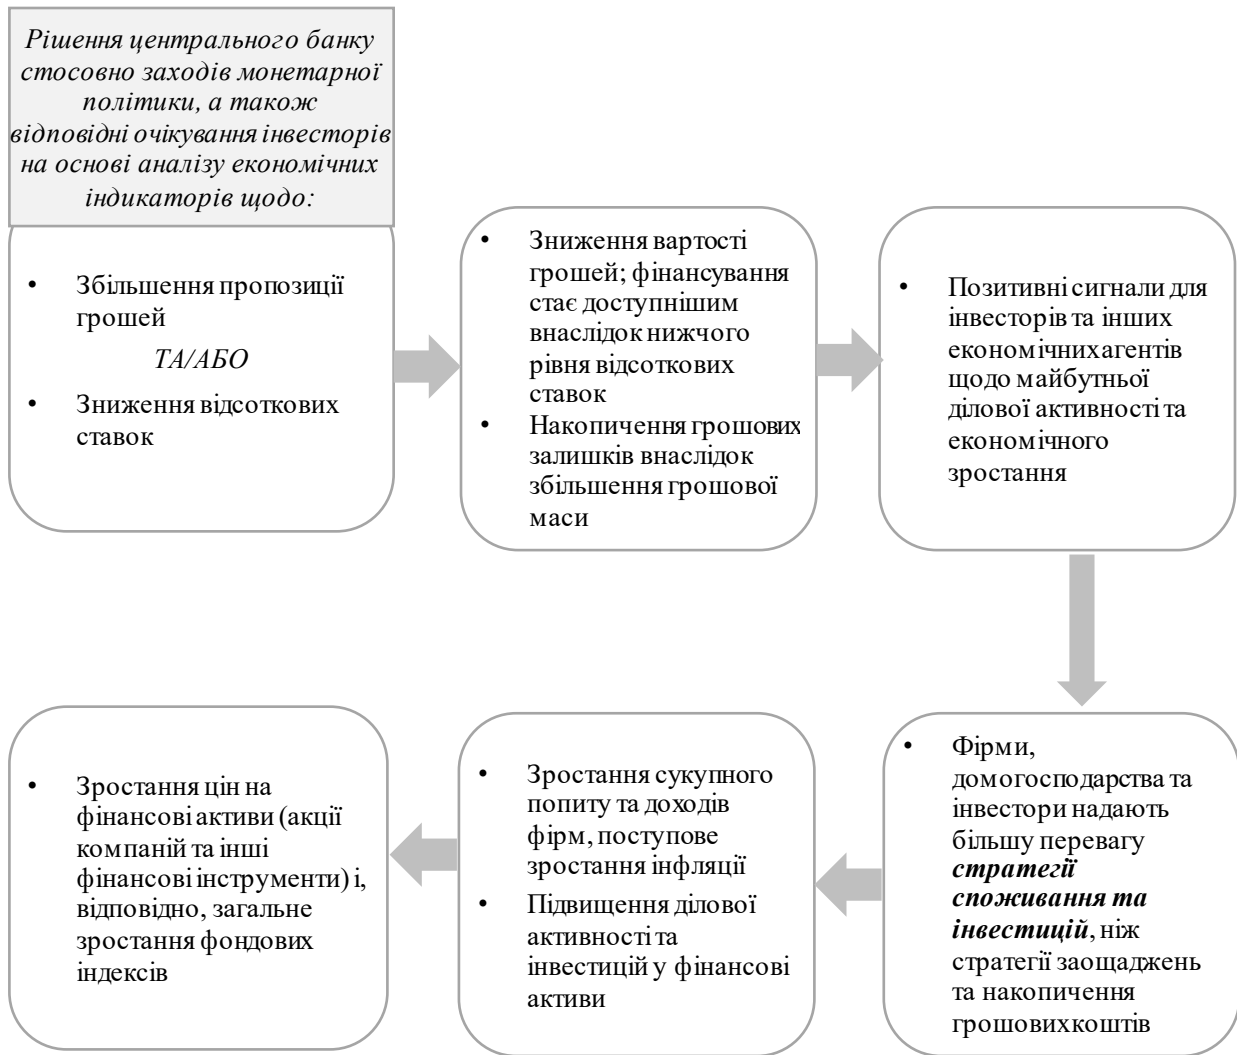 Рішення центрального банку
стосовно заходів монетарної
політики, а також
відповідні очікування інвесторів
на основі аналізу економічних
індикаторів щодо:
• Збільшення пропозиції
грошей
ТА/АБО
• Зниження відсоткових
ставок
• Зниження вартості
грошей; фінансування
стає доступнішим
внаслідок нижчого
рівня відсоткових
ставок
• Накопичення грошових
залишків внаслідок
збільшення грошової
маси
• Позитивні сигнали для
інвесторів та інших
економічних агентів
щодо майбутньої
ділової активності та
економічного
зростання
• Фірми,
домогосподарства та
інвестори надають
більшу перевагу
стратегії
споживання та
інвестицій, ніж
стратегії заощаджень
та накопичення
грошових коштів
• Зростання сукупного
попиту та доходів
фірм, поступове
зростання інфляції
• Підвищення ділової
активності та
інвестицій у фінансові
активи
• Зростання цін на
фінансові активи (акції
компаній та інші
фінансові інструменти) і,
відповідно, загальне
зростання фондових
індексів